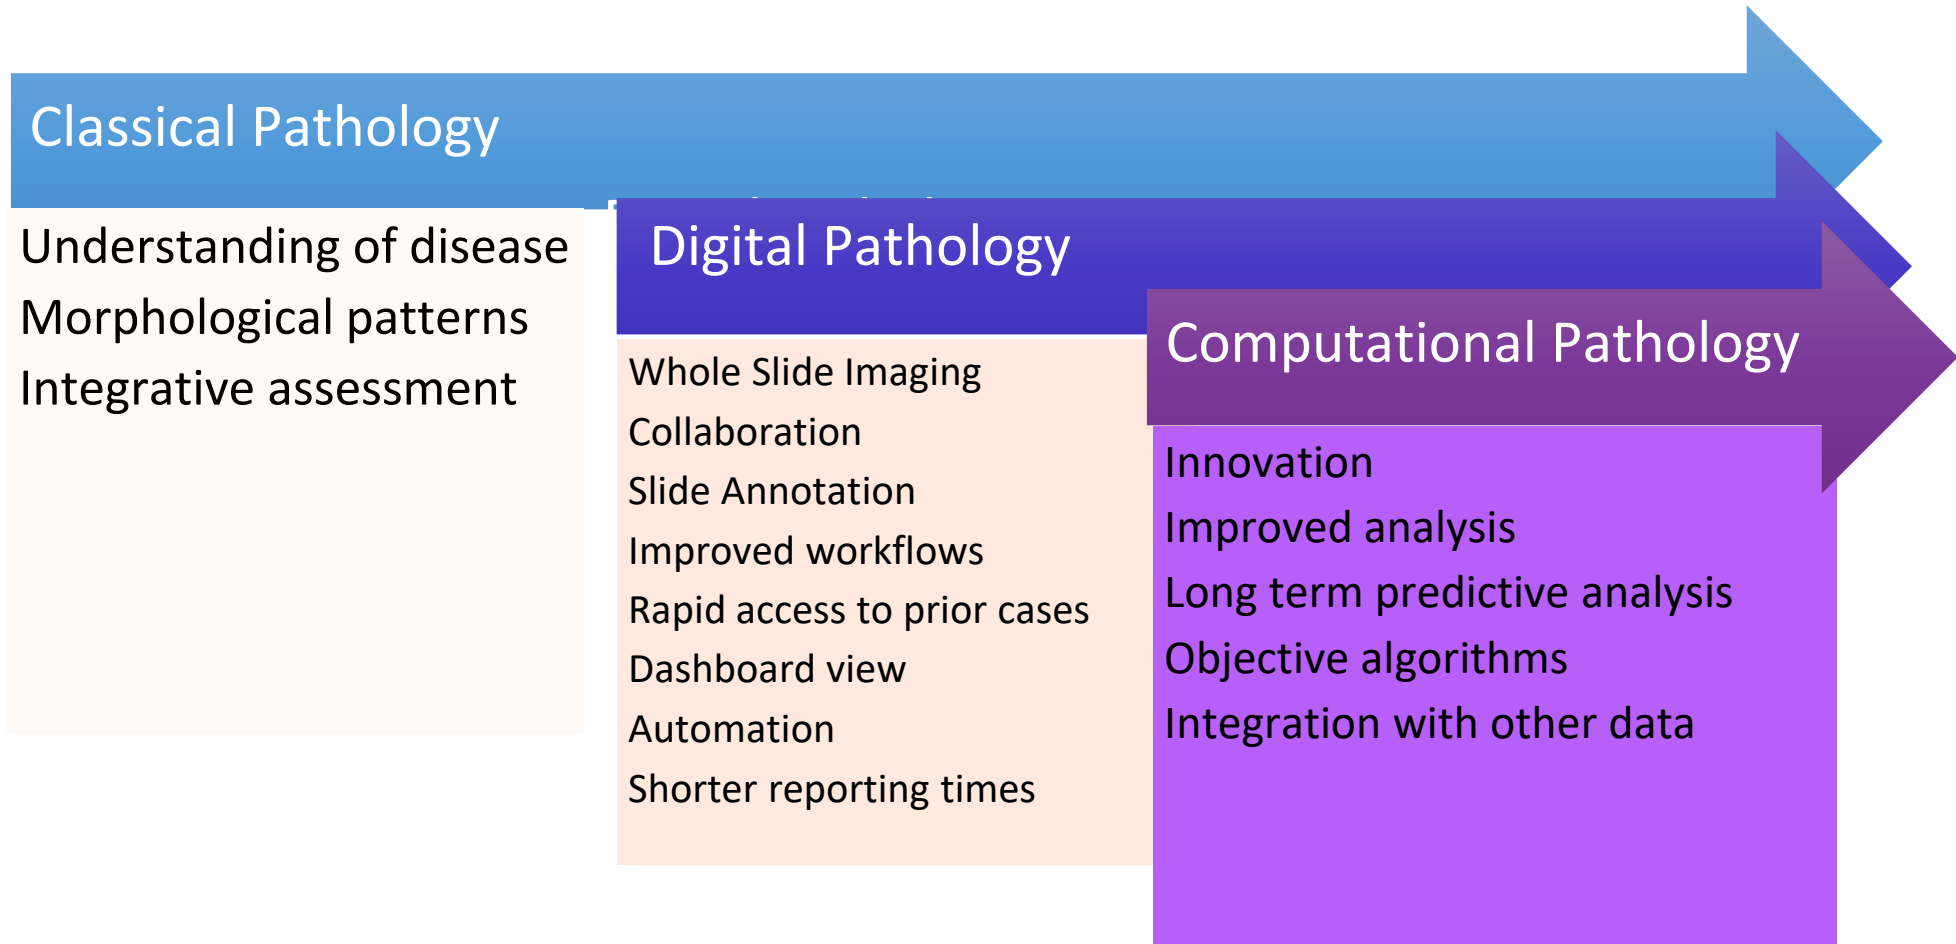 Classical Pathology
Understanding of disease
Morphological patterns
Integrative assessment
Digital Pathology
Whole Slide Imaging
Collaboration
Slide Annotation
Improved workflows
Rapid access to prior cases
Dashboard view
Automation
Shorter reporting times
Computational Pathology
Innovation
Improved analysis
Long term predictive analysis
Objective algorithms
Integration with other data